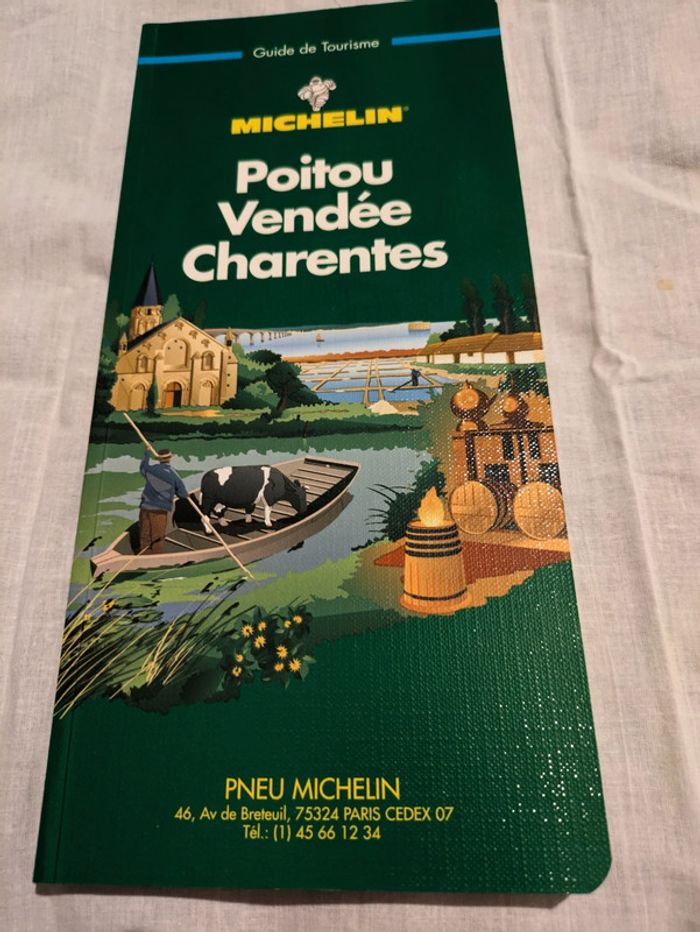 Guide de Tourisme
MICHELIN
Poitou
Vendée
Charentes
PNEU MICHELIN
46, Av de Breteuil, 75324 PARIS CEDEX 07
Tél.: (1) 45 66 12 34